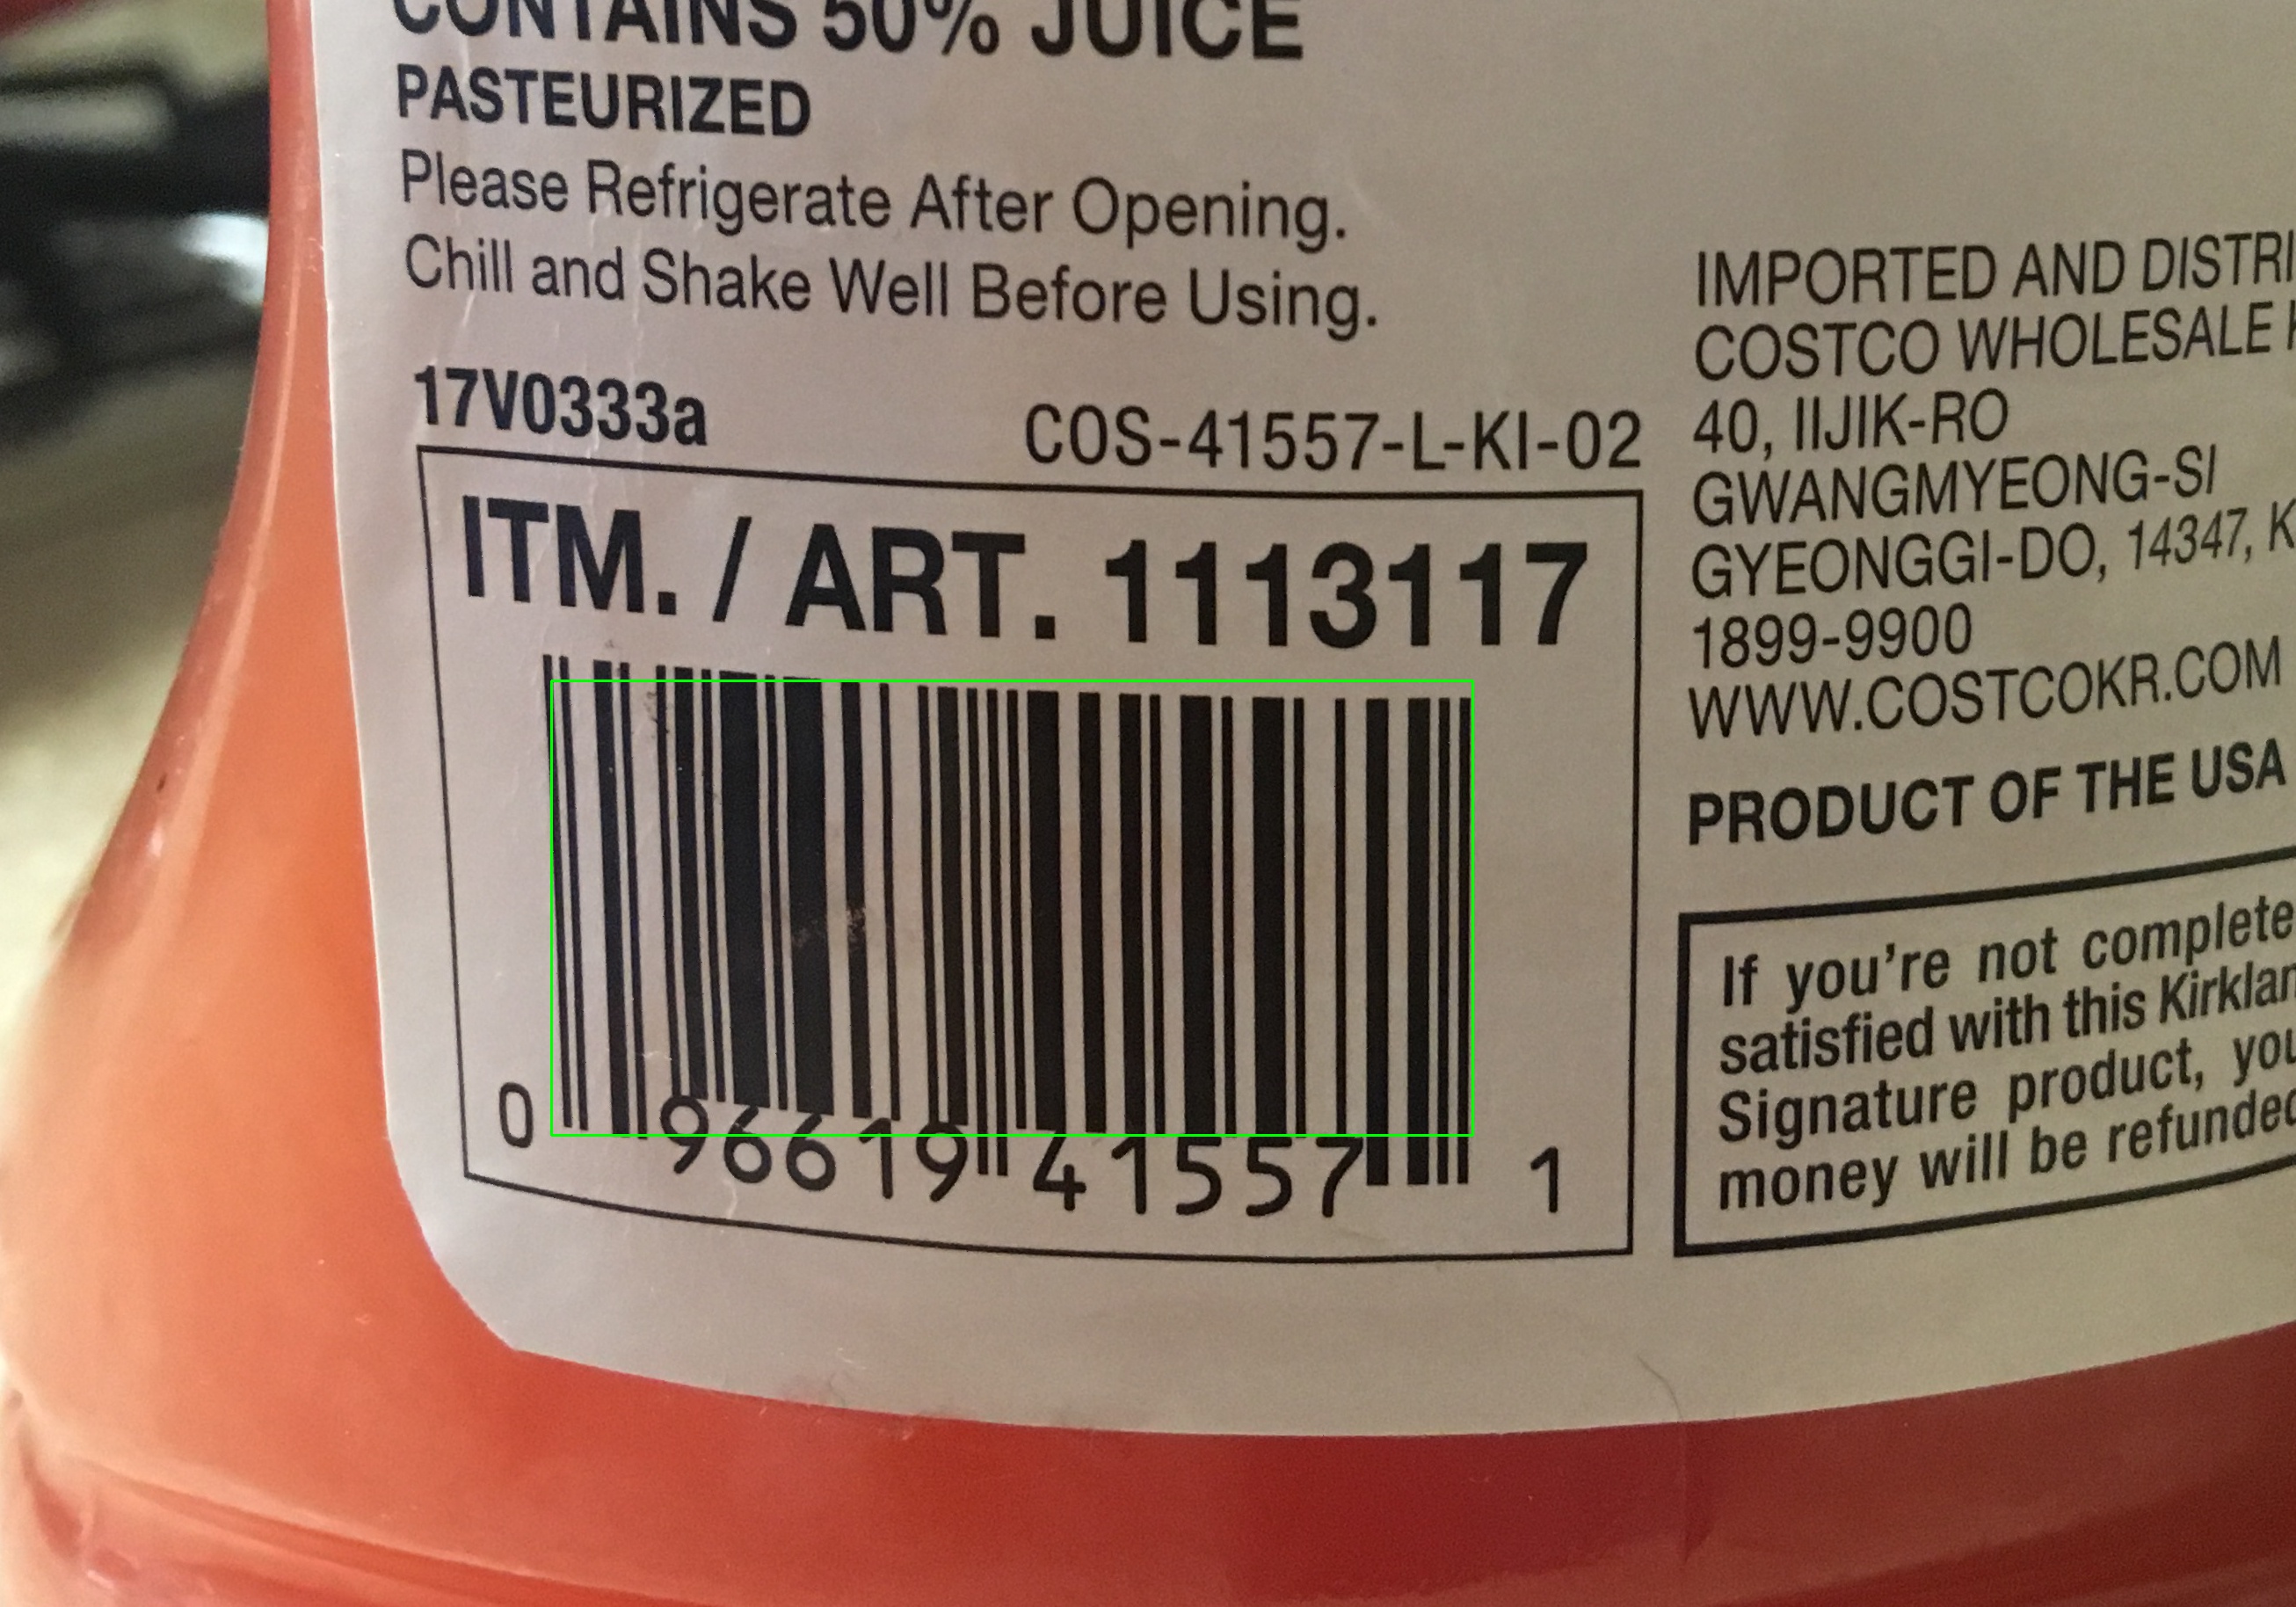 CONTAINS 50% JUICE
PASTEURIZED
Please Refrigerate After Opening.
Chill and Shake Well Before Using.
17V0333a
COS-41557-L-KI-02
ITM. / ART. 1113117
0 96619 41557 1
IMPORTED AND DISTRI
COSTCO WHOLESALE
40, IIJIK-RO
GWANGMYEONG-SI
GYEONGGI-DO, 14347, K
1899-9900
WWW.COSTCOKR.COM
PRODUCT OF THE USA
If you're not complete
satisfied with this Kirklan
Signature product, you
money will be refunded